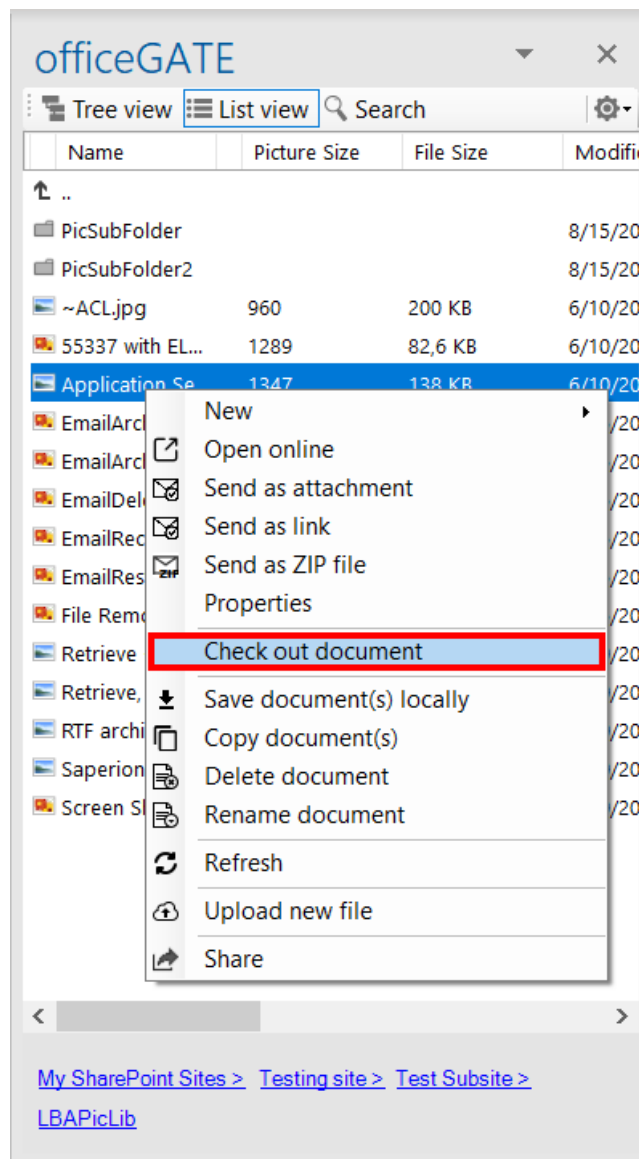 officeGATE
Tree view List view Search
Name Picture Size File Size Modifi
..
PicSubFolder 8/15/20
PicSubFolder2 8/15/20
~ACL.jpg 960 200 KB 6/10/20
55337 with EL... 1289 82,6 KB 6/10/20
Application Se 1347 138 KB 6/10/20
New
EmailArc /20
Open online
EmailArc /20
Send as attachment
EmailDel /20
Send as link
EmailRec /20
ZIP Send as ZIP file
EmailRes /20
Properties
File Remo /20
Check out document
Retrieve /20
Save document(s) locally
Retrieve, /20
RTF archi Copy document(s) /20
Saperion Delete document /20
Screen Sl Rename document /20
Refresh
Upload new file
Share
My SharePoint Sites > Testing site > Test Subsite >
LBAPicLib